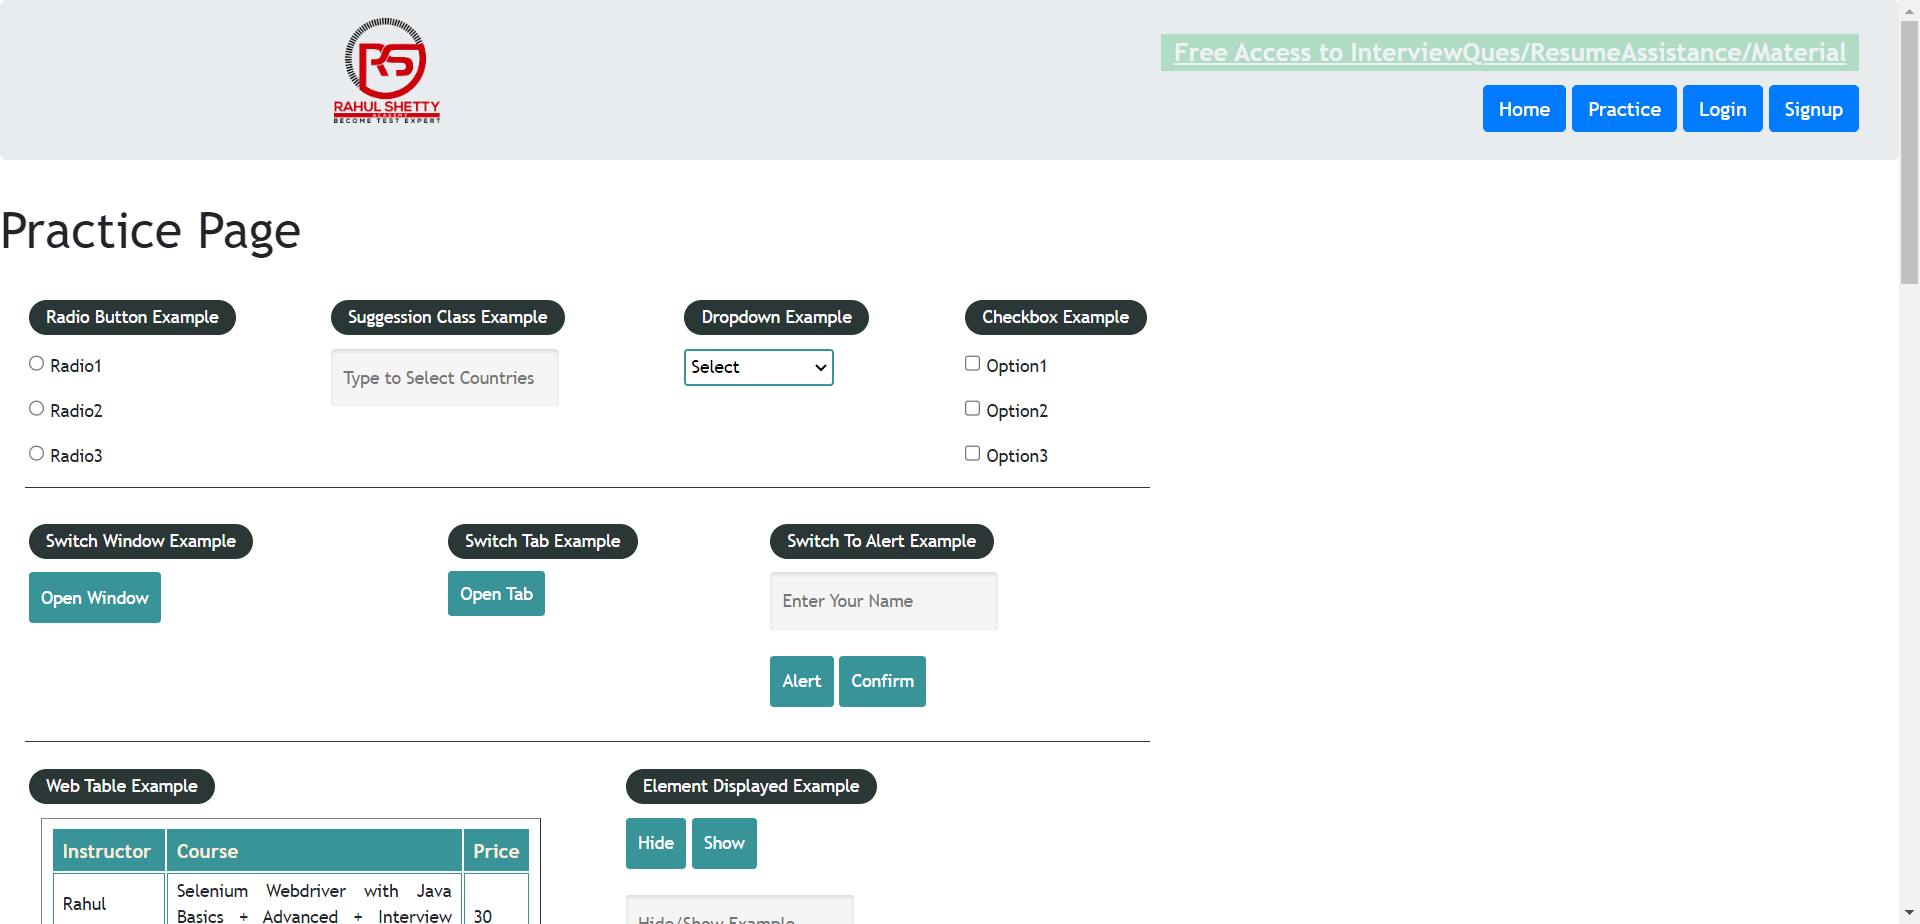 RAHUL SHETTY
ACADEMY
BECOME TEST EXPERT
Free Access to InterviewQues/ResumeAssistance/Material
Home Practice Login Signup
Practice Page
Radio Button Example
Radio1
Radio2
Radio3
Suggession Class Example
Type to Select Countries
Dropdown Example
Select
Checkbox Example
Option1
Option2
Option3
Switch Window Example
Open Window
Switch Tab Example
Open Tab
Switch To Alert Example
Enter Your Name
Alert Confirm
Web Table Example
Instructor Course Price
Rahul
Selenium Webdriver with Java
Basics + Advanced + Interview
30
Element Displayed Example
Hide Show
Hide/Show Example